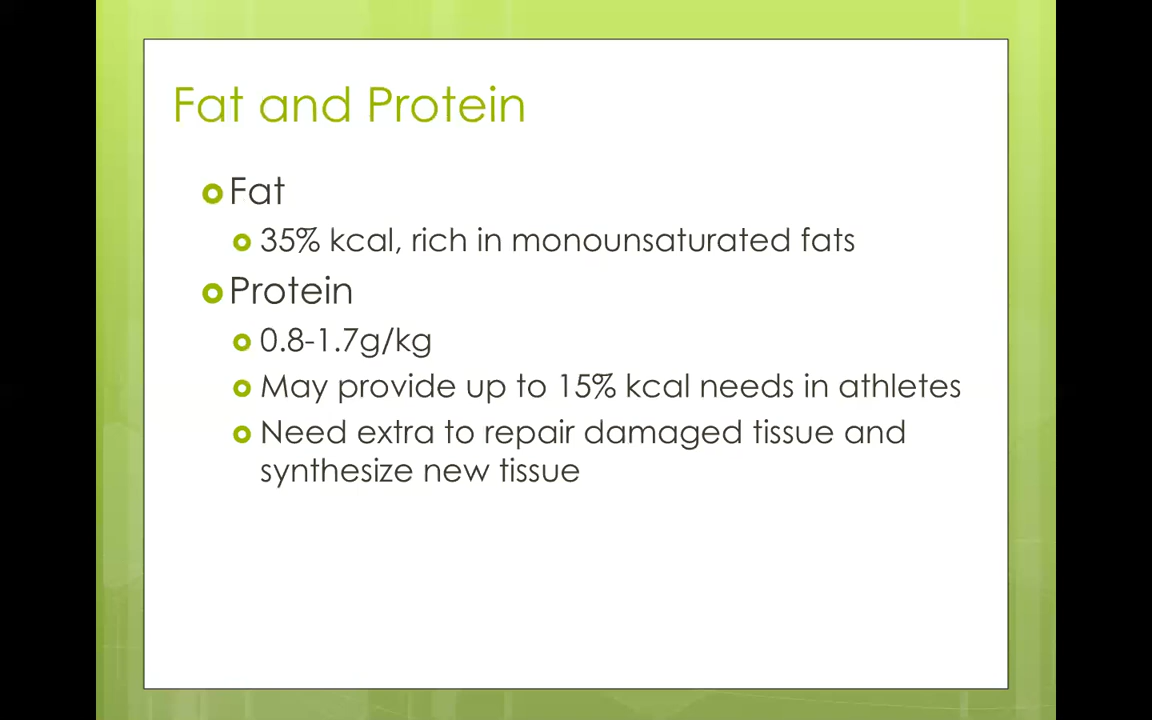 Fat and Protein
Fat
35% kcal, rich in monounsaturated fats
Protein
0.8-1.7g/kg
May provide up to 15% kcal needs in athletes
Need extra to repair damaged tissue and
synthesize new tissue